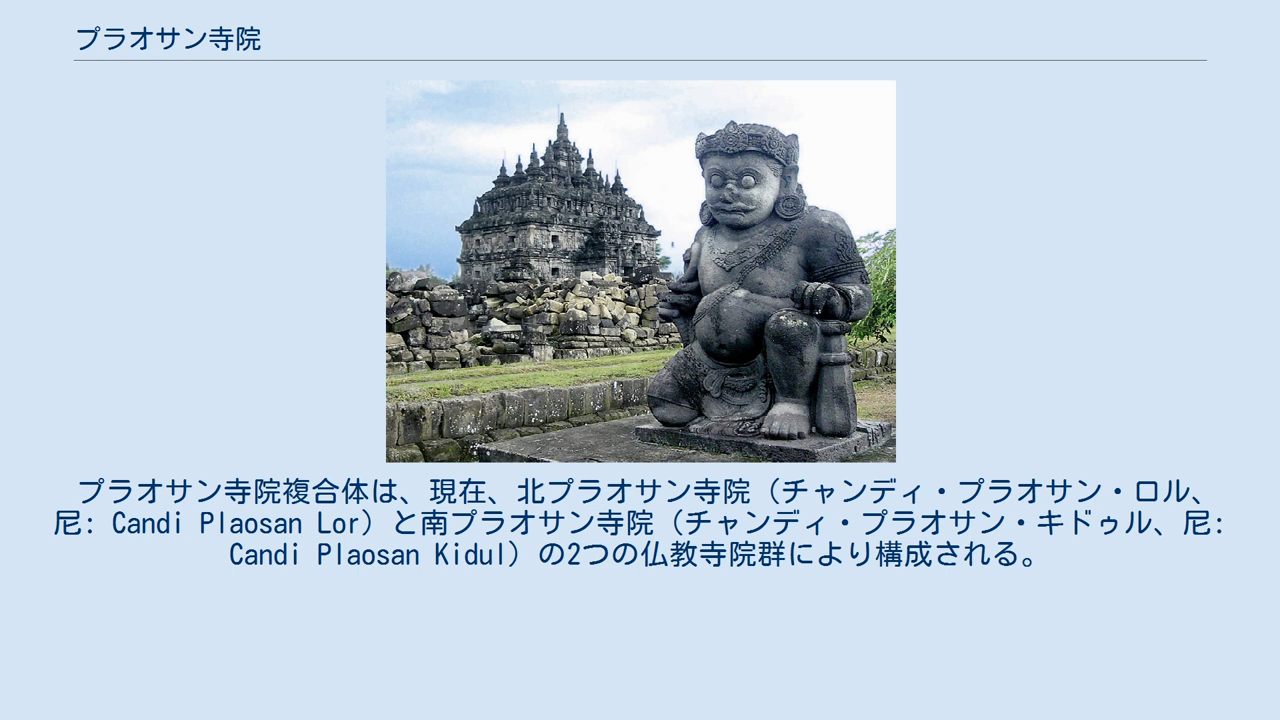 プラオサン寺院
プラオサン寺院複合体は、現在、北プラオサン寺院（チャンディ・プラオサン・ロル、
尼: Candi Plaosan Lor）と南プラオサン寺院（チャンディ・プラオサン・キドゥル、尼:
Candi Plaosan Kidul）の2つの仏教寺院群により構成される。